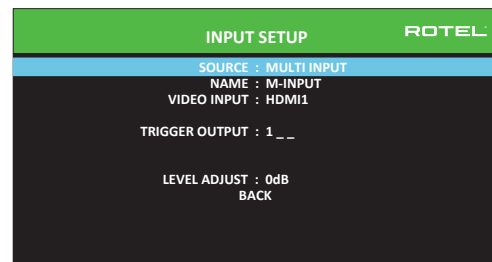 INPUT SETUP
ROTEL
SOURCE : MULTI INPUT
NAME : M-INPUT
VIDEO INPUT : HDMI1
TRIGGER OUTPUT : 1 _ _
LEVEL ADJUST : 0dB
BACK